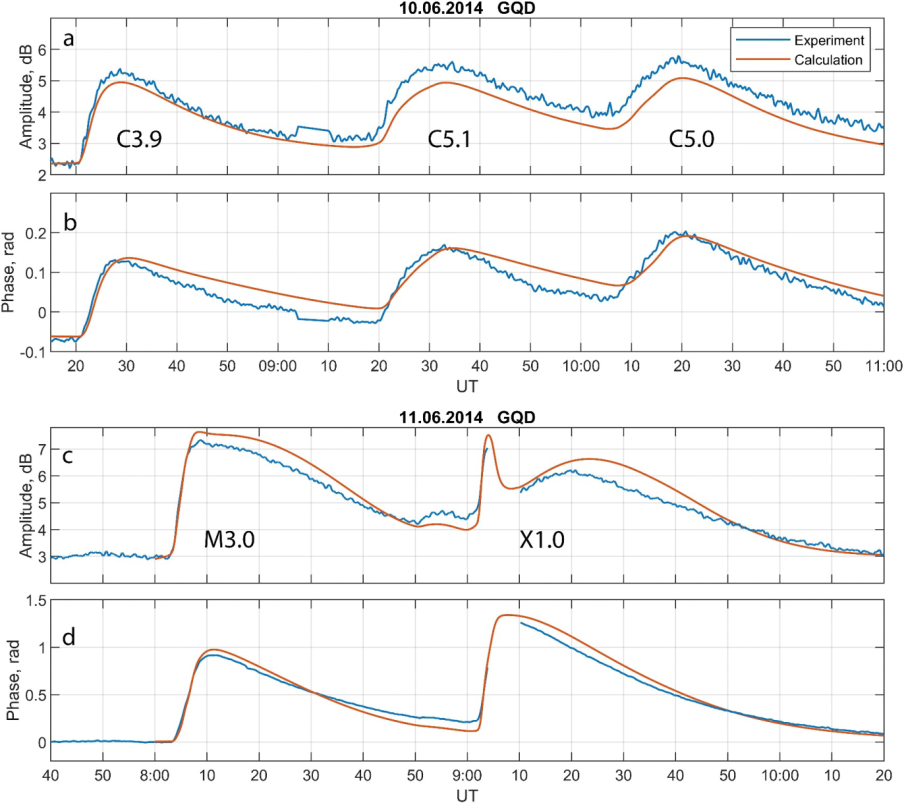 10.06.2014 GQD
a
Experiment
Calculation
Amplitude, dB
6
5
4
3
2
C3.9
C5.1
C5.0
b
Phase, rad
0.2
0.1
0
-0.1
20 30 40 50 09:00 10 20 30 40 50 10:00 10 20 30 40 50 11:00
UT
11.06.2014 GQD
c
Amplitude, dB
7
6
5
4
3
M3.0
X1.0
d
Phase, rad
1.5
1
0.5
0
40 50 8:00 10 20 30 40 50 9:00 10 20 30 40 50 10:00 10 20
UT